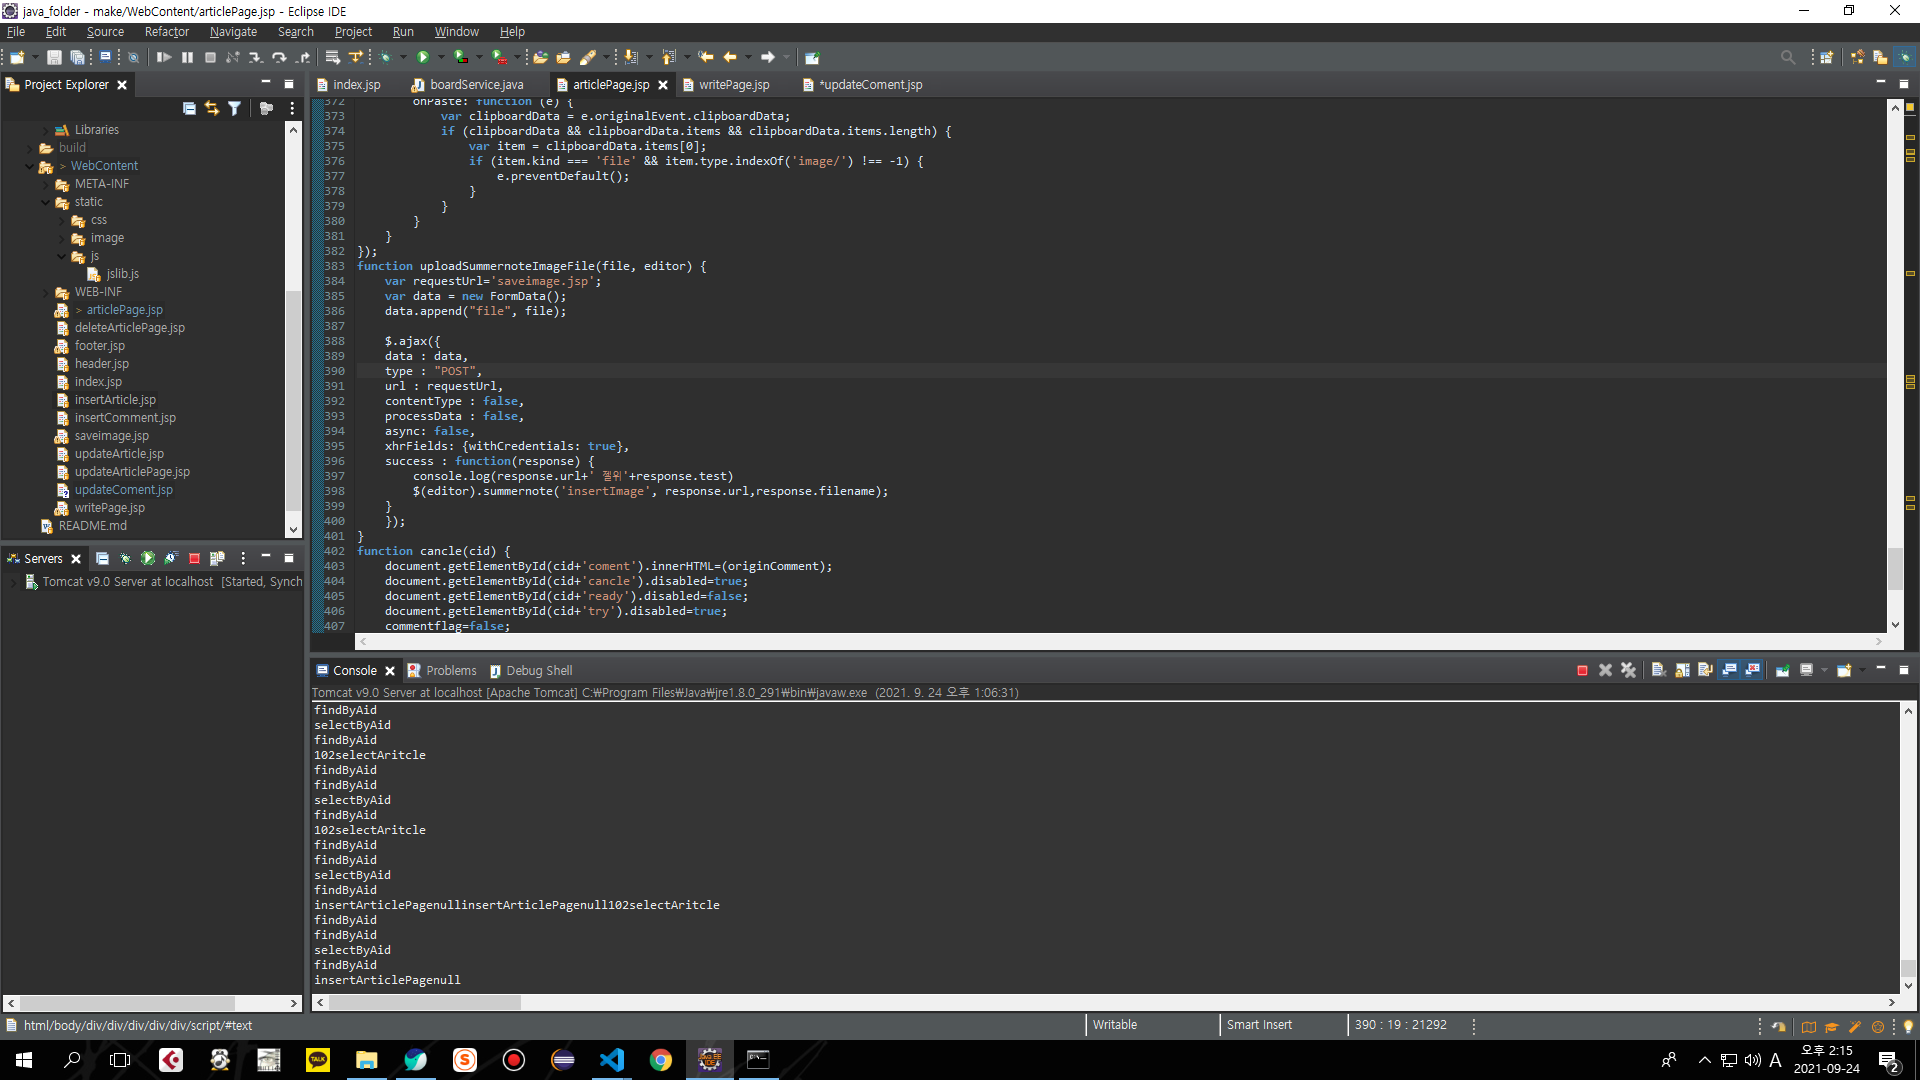 java_folder - make/WebContent/articlePage.jsp - Eclipse IDE
File Edit Source Refactor Navigate Search Project Run Window Help
Project Explorer
index.jsp boardService.java articlePage.jsp writePage.jsp *updateComent.jsp
Libraries
build
> WebContent
META-INF
static
css
image
js
jslib.js
WEB-INF
> articlePage.jsp
deleteArticlePage.jsp
footer.jsp
header.jsp
index.jsp
insertArticle.jsp
insertComment.jsp
saveimage.jsp
updateArticle.jsp
updateArticlePage.jsp
updateComent.jsp
writePage.jsp
README.md
Servers
Tomcat v9.0 Server at localhost [Started, Synch
372 onPaste: function (e) {
373 var clipboardData = e.originalEvent.clipboardData;
374 if (clipboardData && clipboardData.items && clipboardData.items.length) {
375 var item = clipboardData.items[0];
376 if (item.kind === 'file' && item.type.indexOf('image/') !== -1) {
377 e.preventDefault();
378 }
379 }
380 }
381 }
382 });
383 function uploadSummernoteImageFile(file, editor) {
384 var requestUrl='saveimage.jsp';
385 var data = new FormData();
386 data.append("file", file);
387
388 $.ajax({
389 data : data,
390 type : "POST",
391 url : requestUrl,
392 contentType : false,
393 processData : false,
394 async: false,
395 xhrFields: {withCredentials: true},
396 success : function(response) {
397 console.log(response.url+' 젤위'+response.test)
398 $(editor).summernote('insertImage', response.url,response.filename);
399 }
400 });
401 }
402 function cancle(cid) {
403 document.getElementById(cid+'coment').innerHTML=(originComment);
404 document.getElementById(cid+'cancle').disabled=true;
405 document.getElementById(cid+'ready').disabled=false;
406 document.getElementById(cid+'try').disabled=true;
407 commentflag=false;
Console Problems Debug Shell
Tomcat v9.0 Server at localhost [Apache Tomcat] C:₩Program Files₩Java₩jre1.8.0_291₩bin₩javaw.exe (2021. 9. 24 오후 1:06:31)
findByAid
selectByAid
findByAid
102selectAritcle
findByAid
findByAid
selectByAid
findByAid
102selectAritcle
findByAid
findByAid
selectByAid
findByAid
insertArticlePagenullinsertArticlePagenull102selectAritcle
findByAid
findByAid
selectByAid
findByAid
insertArticlePagenull
html/body/div/div/div/div/div/script/#text
Writable Smart Insert 390 : 19 : 21292
TALK
A 오후 2:15
2021-09-24
2